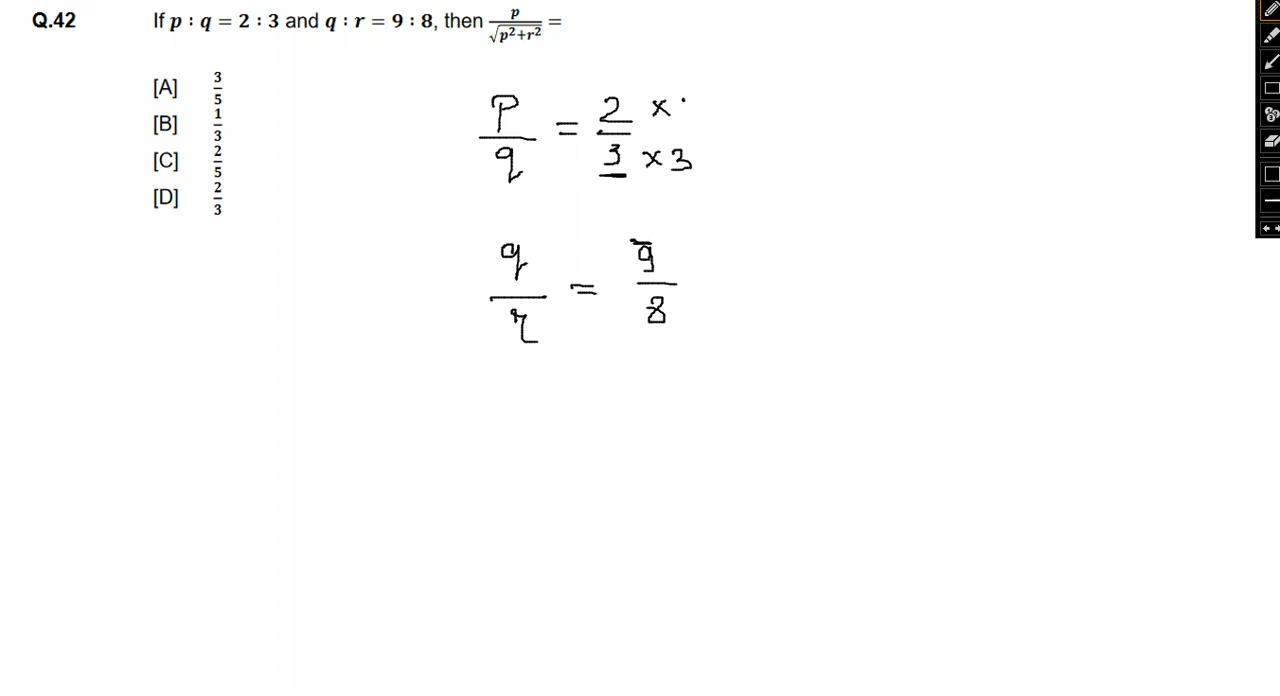 Q.42 If p : q = 2 : 3 and q : r = 9 : 8, then p/√(p²+r²) =
[A] 3/5
[B] 1/3
[C] 2/5
[D] 2/3
p/q = 2/3 × × 3
q/r = 9/8